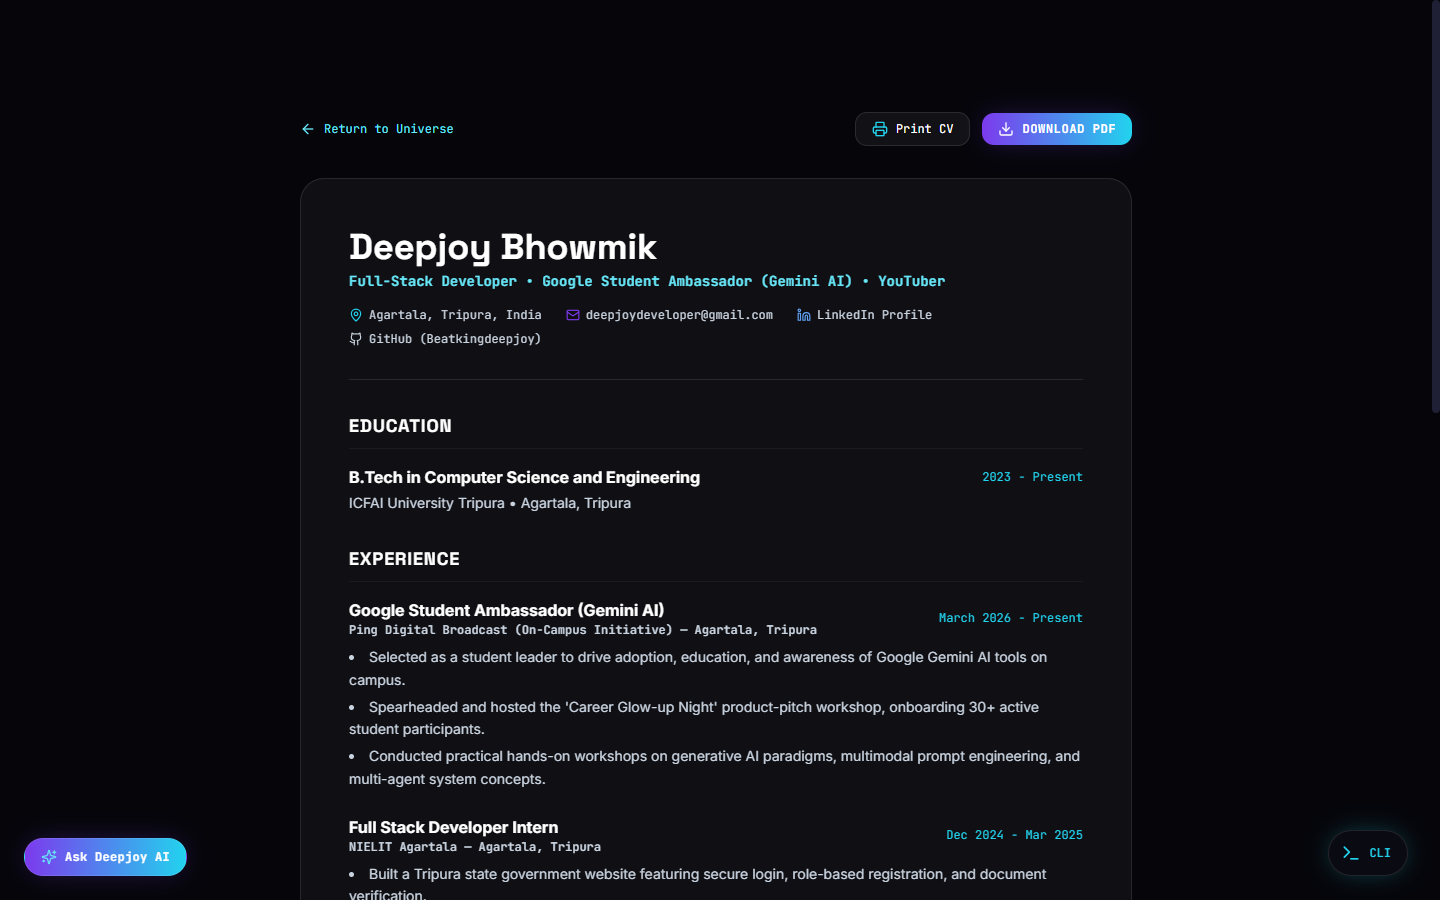 Return to Universe
Print CV
DOWNLOAD PDF
Deepjoy Bhowmik
Full-Stack Developer • Google Student Ambassador (Gemini AI) • YouTuber
Agartala, Tripura, India
deepjoydeveloper@gmail.com
LinkedIn Profile
GitHub (Beatkingdeepjoy)
EDUCATION
B.Tech in Computer Science and Engineering
2023 - Present
ICFAI University Tripura • Agartala, Tripura
EXPERIENCE
Google Student Ambassador (Gemini AI)
March 2026 - Present
Ping Digital Broadcast (On-Campus Initiative) — Agartala, Tripura
• Selected as a student leader to drive adoption, education, and awareness of Google Gemini AI tools on
campus.
• Spearheaded and hosted the 'Career Glow-up Night' product-pitch workshop, onboarding 30+ active
student participants.
• Conducted practical hands-on workshops on generative AI paradigms, multimodal prompt engineering, and
multi-agent system concepts.
Full Stack Developer Intern
Dec 2024 - Mar 2025
NIELIT Agartala — Agartala, Tripura
• Built a Tripura state government website featuring secure login, role-based registration, and document
verification.
Ask Deepjoy AI
CLI